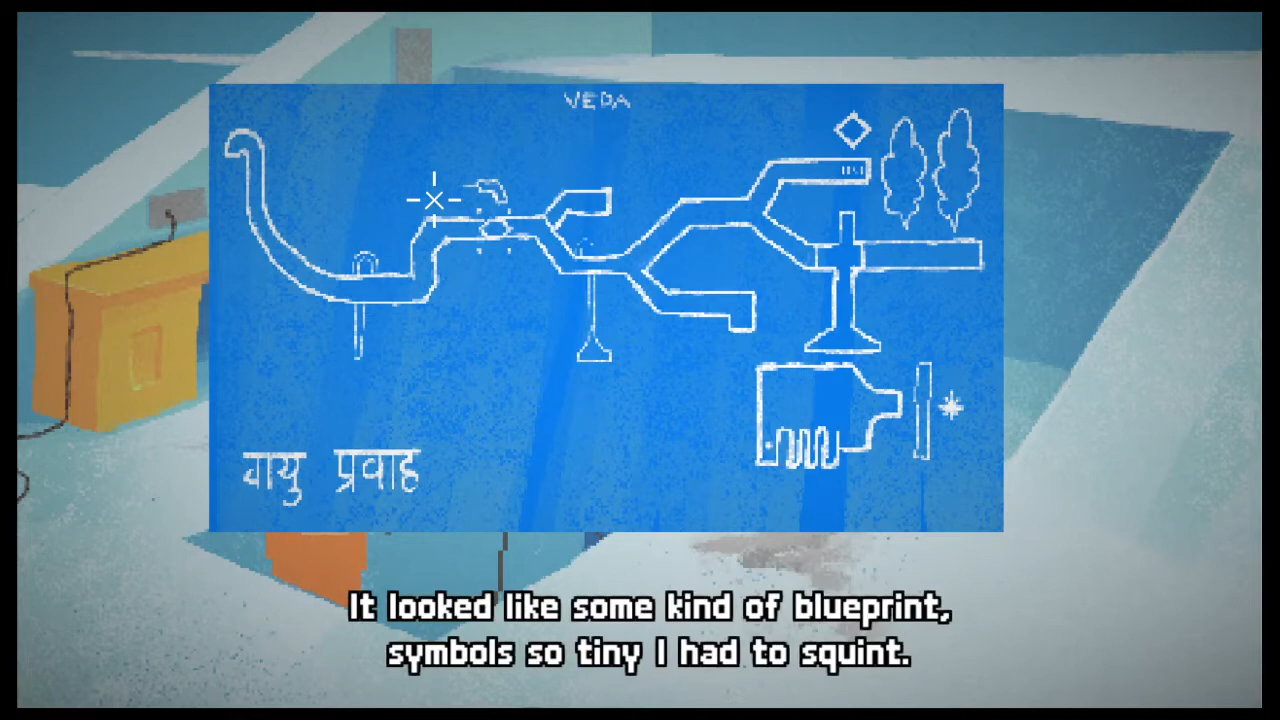 VEDA
वायु प्रवाह
It looked like some kind of blueprint,
symbols so tiny I had to squint.